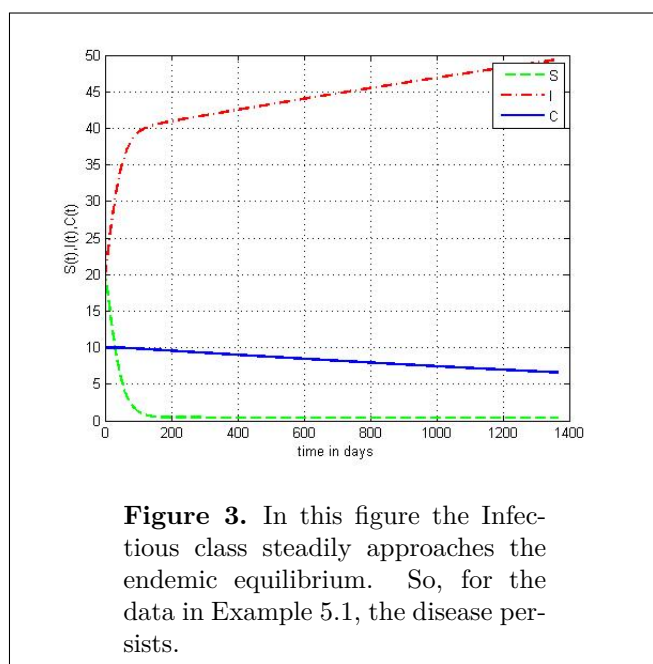 50
45
40
35
30
25
20
15
10
5
0
S(t),I(t),C(t)
S
I
C
0 200 400 600 800 1000 1200 1400
time in days
Figure 3. In this figure the Infec-
tious class steadily approaches the
endemic equilibrium. So, for the
data in Example 5.1, the disease per-
sists.